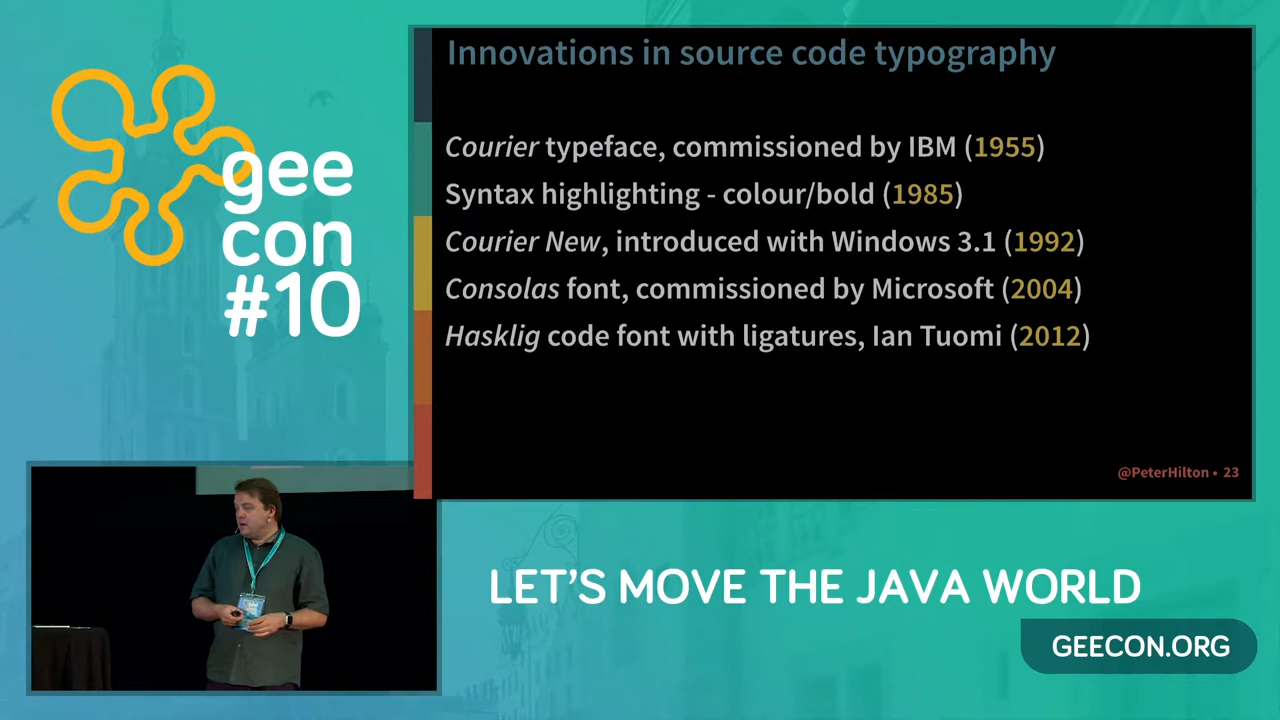 gee
con
#10
Innovations in source code typography
Courier typeface, commissioned by IBM (1955)
Syntax highlighting - colour/bold (1985)
Courier New, introduced with Windows 3.1 (1992)
Consolas font, commissioned by Microsoft (2004)
Hasklig code font with ligatures, Ian Tuomi (2012)
@PeterHilton • 23
LET'S MOVE THE JAVA WORLD
GEECON.ORG